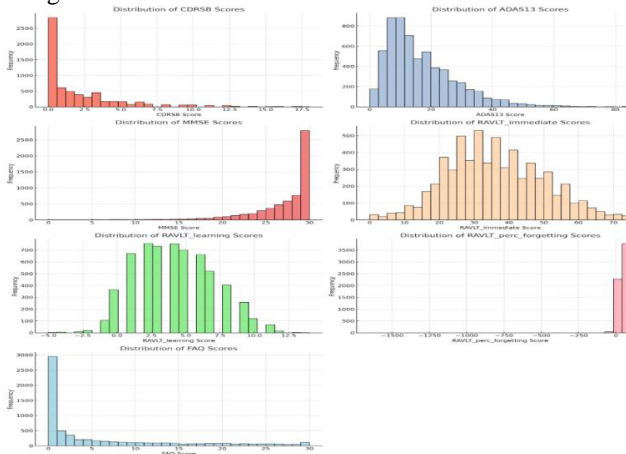 Distribution of CDRSB Scores
Frequency
2500
2000
1500
1000
500
0
0.0 2.5 5.0 7.5 10.0 12.5 15.0 17.5
CDRSB Score
Distribution of ADAS13 Scores
Frequency
800
600
400
200
0
0 20 40 60 80
ADAS13 Score
Distribution of MMSE Scores
Frequency
2500
2000
1500
1000
500
0
0 5 10 15 20 25 30
MMSE Score
Distribution of RAVLT_immediate Scores
Frequency
500
400
300
200
100
0
0 10 20 30 40 50 60 70
RAVLT_immediate Score
Distribution of RAVLT_learning Scores
Frequency
700
600
500
400
300
200
100
0
−5.0 −2.5 0.0 2.5 5.0 7.5 10.0 12.5
RAVLT_learning Score
Distribution of RAVLT_perc_forgetting Scores
Frequency
3500
3000
2500
2000
1500
1000
500
0
−1500 −1250 −1000 −750 −500 −250 0
RAVLT_perc_forgetting Score
Distribution of FAQ Scores
Frequency
3000
2500
2000
1500
1000
500
0
0 5 10 15 20 25 30
FAQ Score